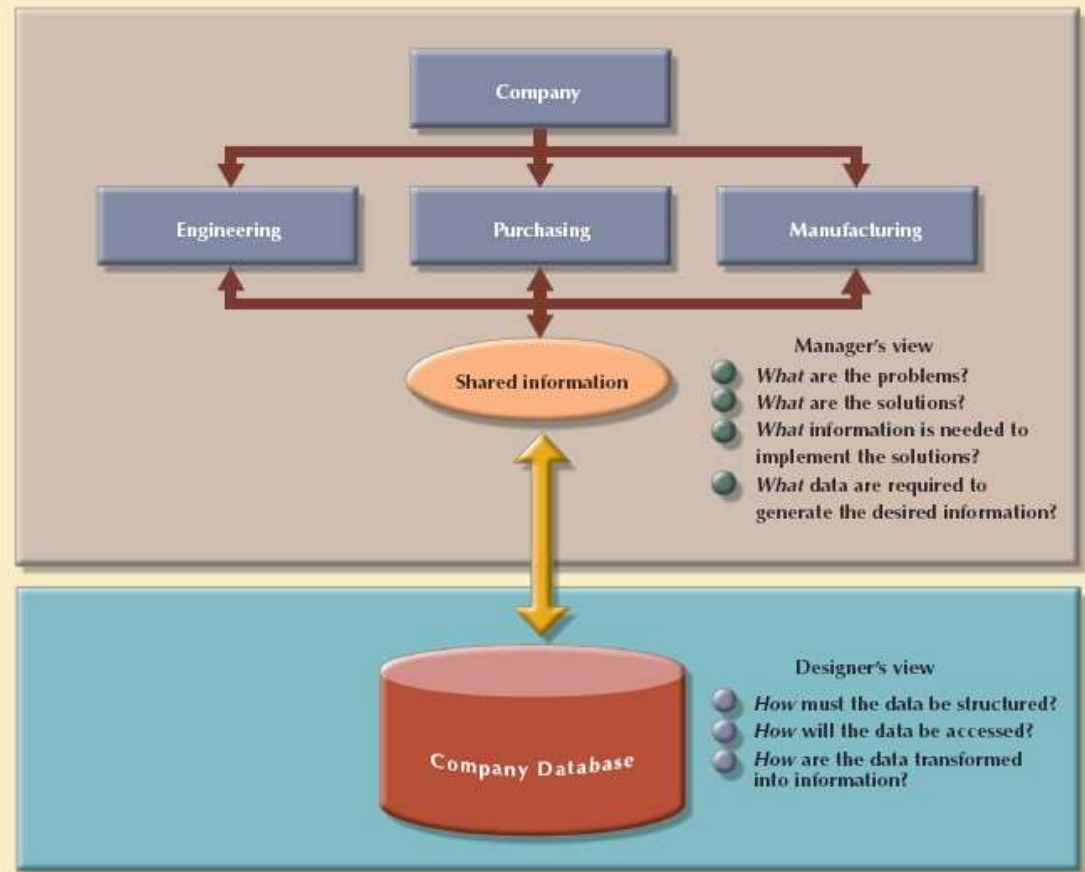 Company
Engineering
Purchasing
Manufacturing
Shared information
Manager's view
What are the problems?
What are the solutions?
What information is needed to
implement the solutions?
What data are required to
generate the desired information?
Company Database
Designer's view
How must the data be structured?
How will the data be accessed?
How are the data transformed
into information?